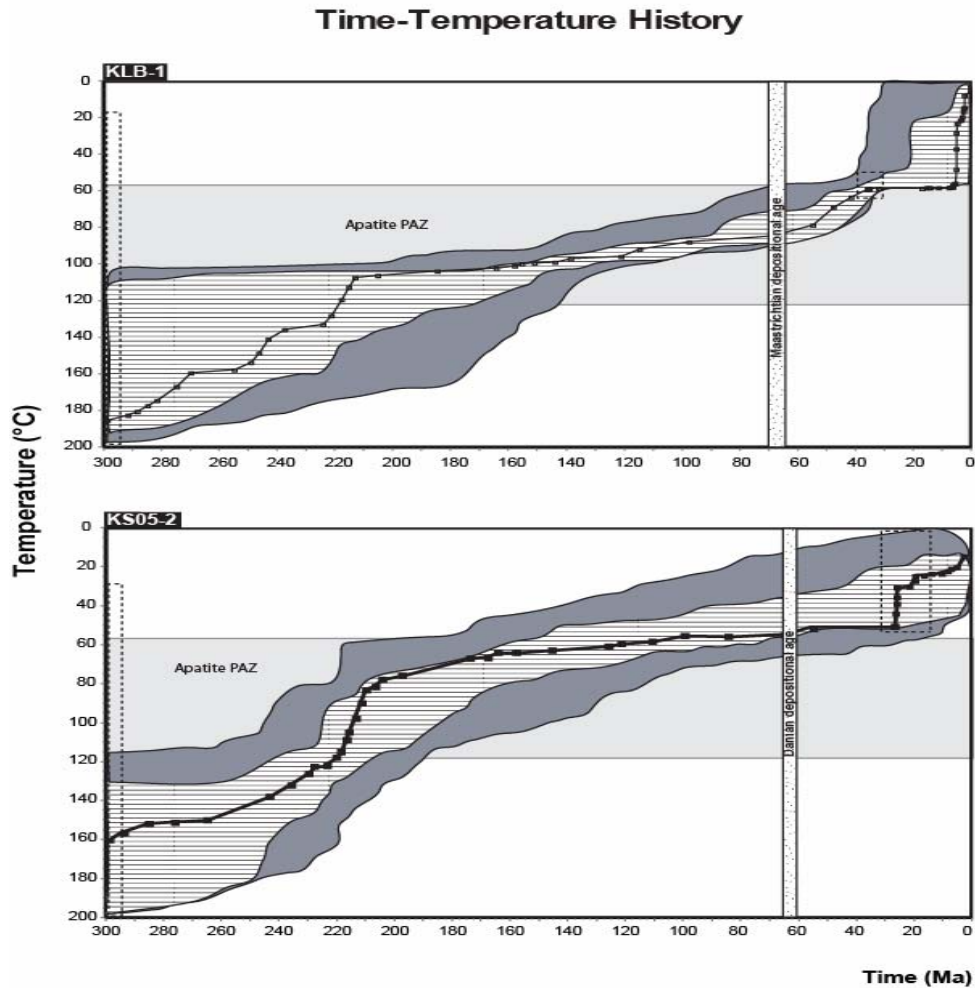 Time-Temperature History
KLB-1
0
20
40
60
80
100
120
140
160
180
200
Apatite PAZ
Maastrichtian depositional age
300 280 260 240 220 200 180 160 140 120 100 80 60 40 20 0
Temperature (°C)
KS05-2
0
20
40
60
80
100
120
140
160
180
200
Apatite PAZ
Danian depositional age
300 280 260 240 220 200 180 160 140 120 100 80 60 40 20 0
Time (Ma)